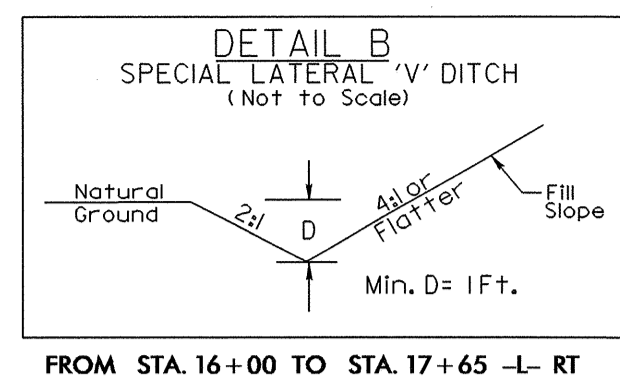 DETAIL B
SPECIAL LATERAL 'V' DITCH
(Not to Scale)
Natural
Ground
2:1
D
4:1 or
Flatter
Fill
Slope
Min. D= 1Ft.
FROM STA. 16+00 TO STA. 17+65 -L- RT